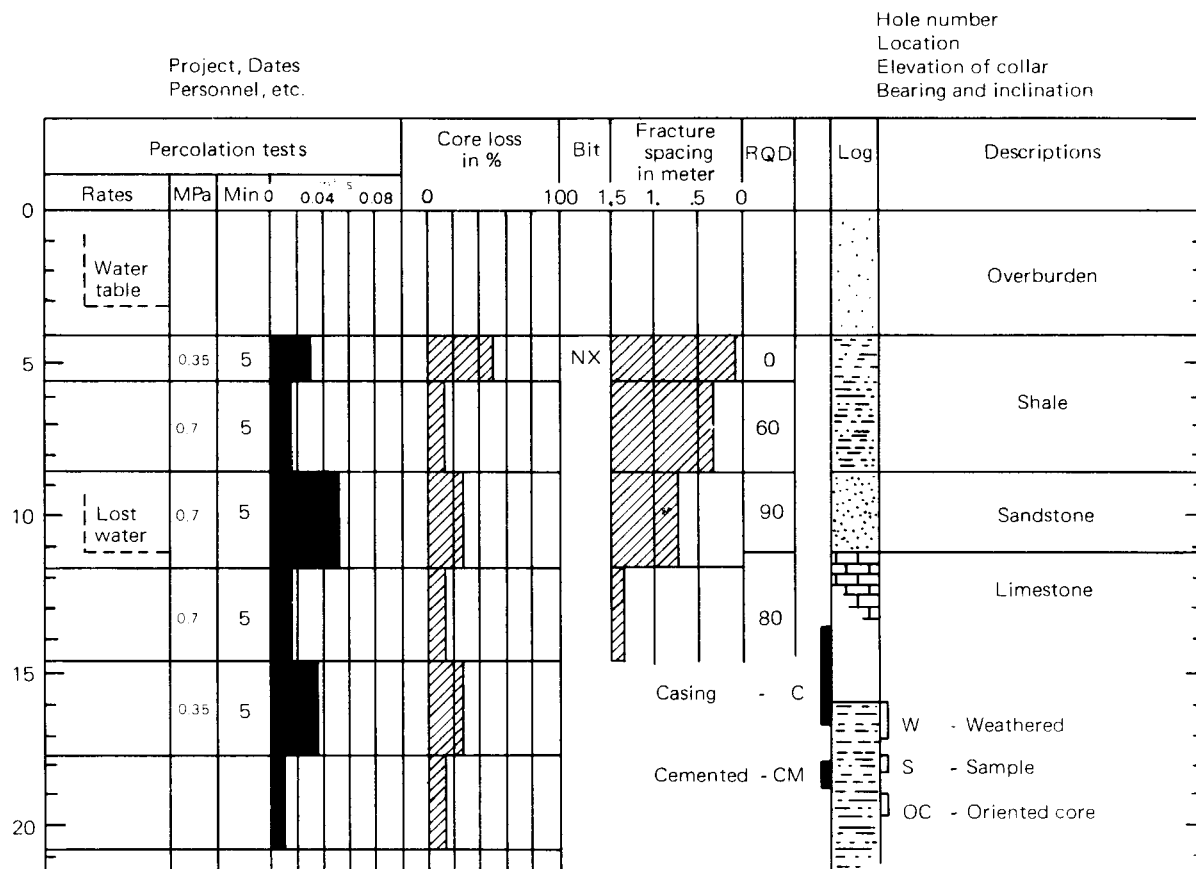 Hole number
Location
Elevation of collar
Bearing and inclination
Project, Dates
Personnel, etc.
Percolation tests
Core loss
in %
Bit
Fracture
spacing
in meter
RQD
Log
Descriptions
Rates
MPa
Min
0 0.04 0.08
0 100
1.5 1. .5 0
0
Water
table
Overburden
5
0.35
5
NX
0
Shale
0.7
5
60
10
Lost
water
0.7
5
90
Sandstone
0.7
5
80
Limestone
15
0.35
5
Casing - C
W - Weathered
Cemented - CM
S - Sample
OC - Oriented core
20